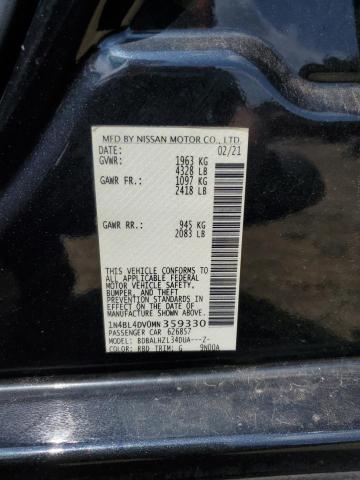 MFD BY NISSAN MOTOR CO., LTD.
DATE: 02/21
GVWR: 1963 KG
4328 LB
GAWR FR: 1097 KG
2418 LB
GAWR RR: 945 KG
2083 LB
THIS VEHICLE CONFORMS TO
ALL APPLICABLE FEDERAL
MOTOR VEHICLE SAFETY,
BUMPER, AND THEFT
PREVENTION STANDARDS IN
EFFECT ON THE DATE OF
MANUFACTURE SHOWN ABOVE.
1N4BL4DV0MN359330
PASSENGER CAR 626857
MODEL: BDBALHZL34DUA---Z-
COLOR: RBD TRIM: G 9N00A